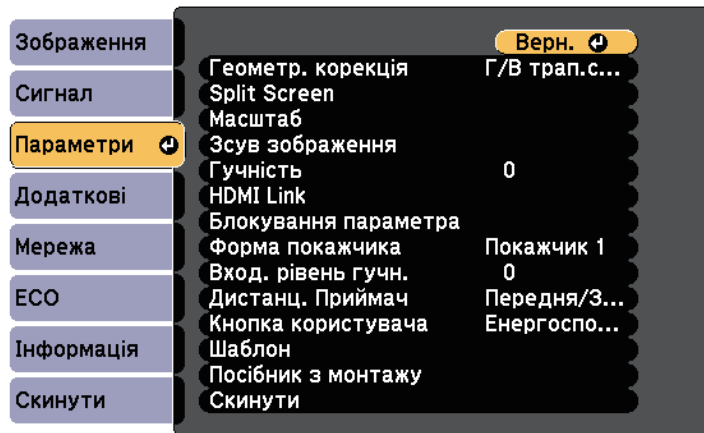 Зображення
Сигнал
Параметри
Додаткові
Мережа
ECO
Інформація
Скинути
Верн.
Геометр. корекція Г/В трап.с...
Split Screen
Масштаб
Зсув зображення
Гучність 0
HDMI Link
Блокування параметра
Форма покажчика Покажчик 1
Вход. рівень гучн. 0
Дистанц. Приймач Передня/З...
Кнопка користувача Енергоспо...
Шаблон
Посібник з монтажу
Скинути